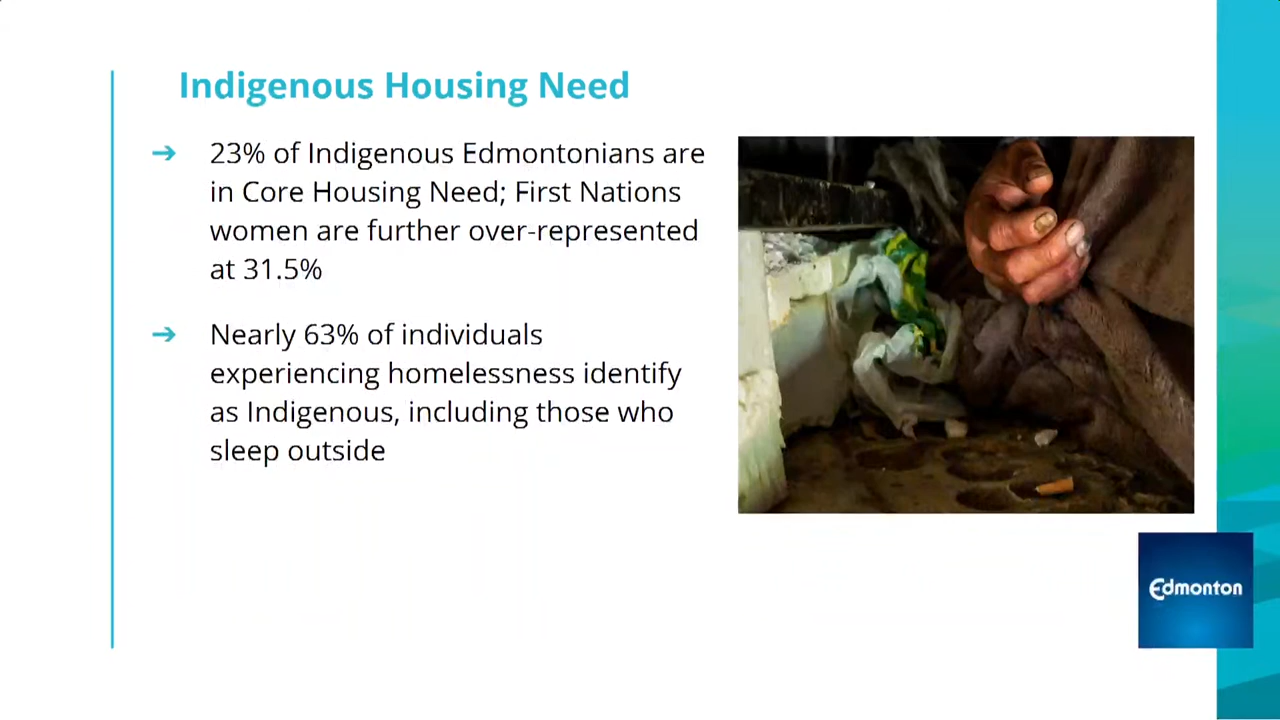 Indigenous Housing Need
➔ 23% of Indigenous Edmontonians are
in Core Housing Need; First Nations
women are further over-represented
at 31.5%
➔ Nearly 63% of individuals
experiencing homelessness identify
as Indigenous, including those who
sleep outside
Edmonton